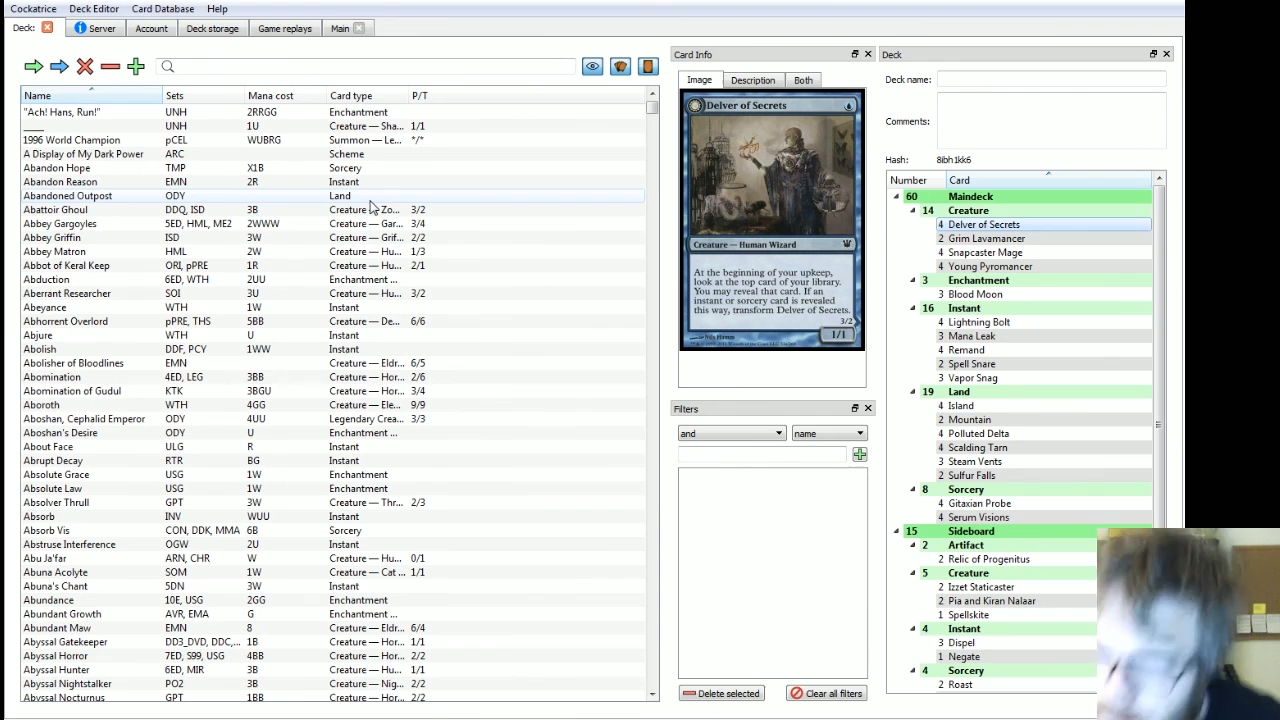 Cockatrice Deck Editor Card Database Help
Deck: Server Account Deck storage Game replays Main
Name Sets Mana cost Card type P/T
"Ach! Hans, Run!" UNH 2RRGG Enchantment
____ UNH 1U Creature — Sha... 1/1
1996 World Champion pCEL WUBRG Summon — Le... */*
A Display of My Dark Power ARC Scheme
Abandon Hope TMP X1B Sorcery
Abandon Reason EMN 2R Instant
Abandoned Outpost ODY Land
Abattoir Ghoul DDQ, ISD 3B Creature — Zo... 3/2
Abbey Gargoyles 5ED, HML, ME2 2WWW Creature — Gar... 3/4
Abbey Griffin ISD 3W Creature — Grif... 2/2
Abbey Matron HML 2W Creature — Hu... 1/3
Abbot of Keral Keep ORI, pPRE 1R Creature — Hu... 2/1
Abduction 6ED, WTH 2UU Enchantment ...
Aberrant Researcher SOI 3U Creature — Hu... 3/2
Abeyance WTH 1W Instant
Abhorrent Overlord pPRE, THS 5BB Creature — De... 6/6
Abjure WTH U Instant
Abolish DDF, PCY 1WW Instant
Abolisher of Bloodlines EMN Creature — Eldr... 6/5
Abomination 4ED, LEG 3BB Creature — Hor... 2/6
Abomination of Gudul KTK 3BGU Creature — Hor... 3/4
Aboroth WTH 4GG Creature — Ele... 9/9
Aboshan, Cephalid Emperor ODY 4UU Legendary Crea... 3/3
Aboshan's Desire ODY U Enchantment ...
About Face ULG R Instant
Abrupt Decay RTR BG Instant
Absolute Grace USG 1W Enchantment
Absolute Law USG 1W Enchantment
Absolver Thrull GPT 3W Creature — Thr... 2/3
Absorb INV WUU Instant
Absorb Vis CON, DDK, MMA 6B Sorcery
Abstruse Interference OGW 2U Instant
Abu Ja'far ARN, CHR W Creature — Hu... 0/1
Abuna Acolyte SOM 1W Creature — Cat ... 1/1
Abuna's Chant 5DN 3W Instant
Abundance 10E, USG 2GG Enchantment
Abundant Growth AVR, EMA G Enchantment ...
Abundant Maw EMN 8 Creature — Eldr... 6/4
Abyssal Gatekeeper DD3_DVD, DDC,... 1B Creature — Hor... 1/1
Abyssal Horror 7ED, S99, USG 4BB Creature — Hor... 2/2
Abyssal Hunter 6ED, MIR 3B Creature — Hu... 1/1
Abyssal Nightstalker PO2 3B Creature — Nig... 2/2
Abyssal Nocturnus GPT 1BB Creature — Hor... 2/2
Card Info
Image Description Both
Delver of Secrets
Creature — Human Wizard
At the beginning of your upkeep,
look at the top card of your library.
You may reveal that card. If an
instant or sorcery card is revealed
this way, transform Delver of Secrets.
3/2
1/1
Filters
and name
Delete selected Clear all filters
Deck
Deck name:
Comments:
Hash: 8ibh1kk6
Number Card
60 Maindeck
14 Creature
4 Delver of Secrets
2 Grim Lavamancer
4 Snapcaster Mage
4 Young Pyromancer
3 Enchantment
3 Blood Moon
16 Instant
4 Lightning Bolt
3 Mana Leak
4 Remand
2 Spell Snare
3 Vapor Snag
19 Land
4 Island
2 Mountain
4 Polluted Delta
4 Scalding Tarn
3 Steam Vents
2 Sulfur Falls
8 Sorcery
4 Gitaxian Probe
4 Serum Visions
15 Sideboard
2 Artifact
2 Relic of Progenitus
5 Creature
2 Izzet Staticaster
2 Pia and Kiran Nalaar
1 Spellskite
4 Instant
3 Dispel
1 Negate
4 Sorcery
2 Roast